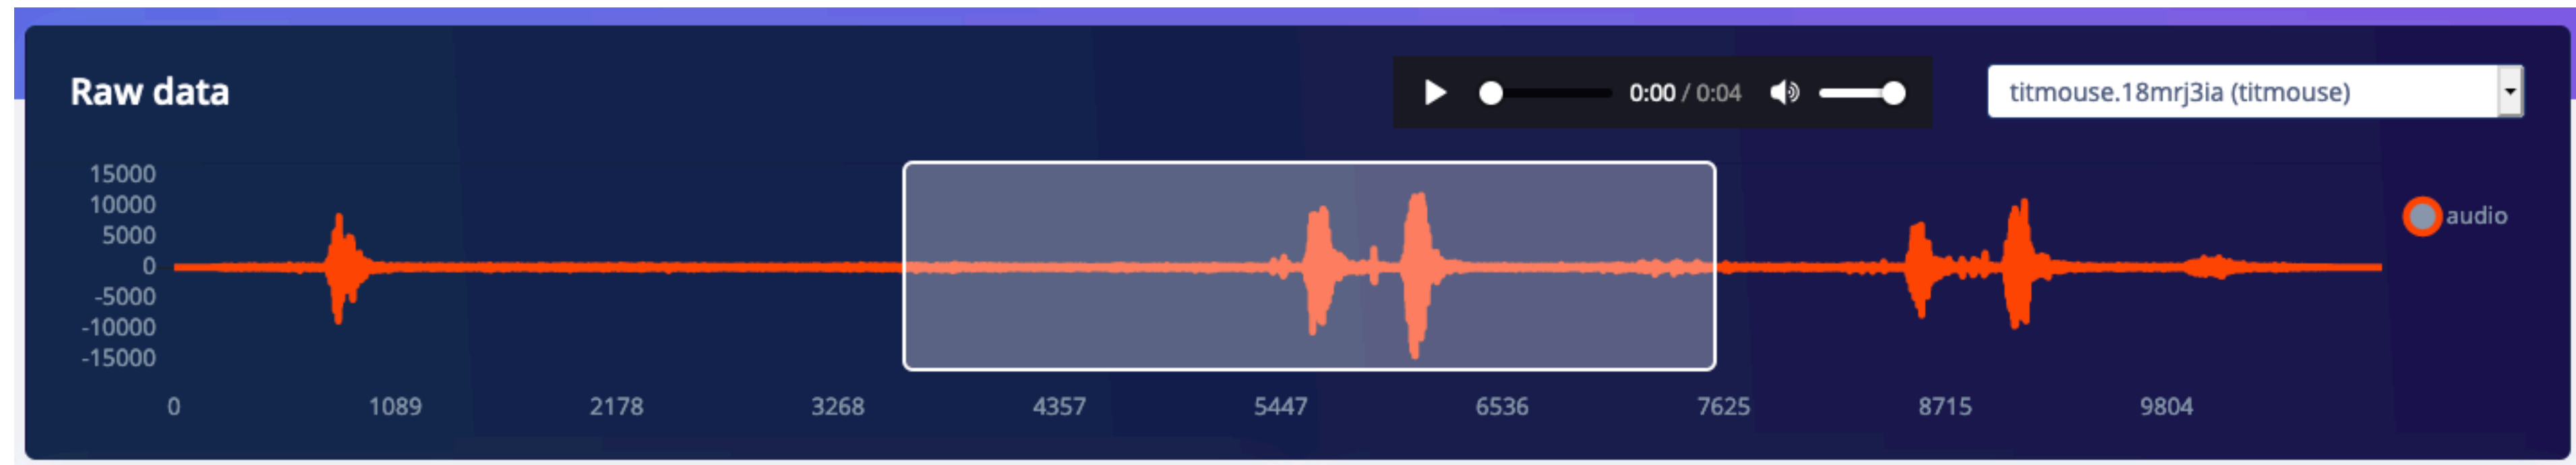 Raw data
0:00 / 0:04
titmouse.18mrj3ia (titmouse)
15000
10000
5000
0
-5000
-10000
-15000
audio
0 1089 2178 3268 4357 5447 6536 7625 8715 9804